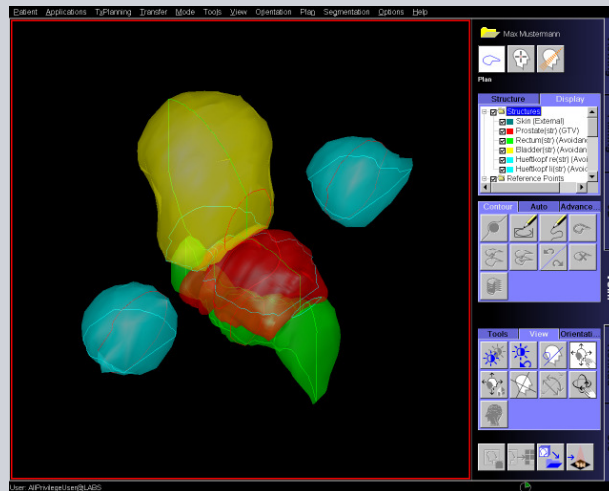 Patient Applications TxPlanning Transfer Mode Tools View Opentation Plan Segmentation Options Help
Max Mustermann
Plan
Structure Display
Structures
Skin (External)
Prostate(str) (GTV)
Rectum(str) (Avoidan
Bladder(str) (Avoidan
Hueftkopf re(str) (Avoi
Hueftkopf li(str) (Avoid
Reference Points
Contour Auto Advance...
Tools... View Orientati...
User: AllPrivilegeUser@LABS